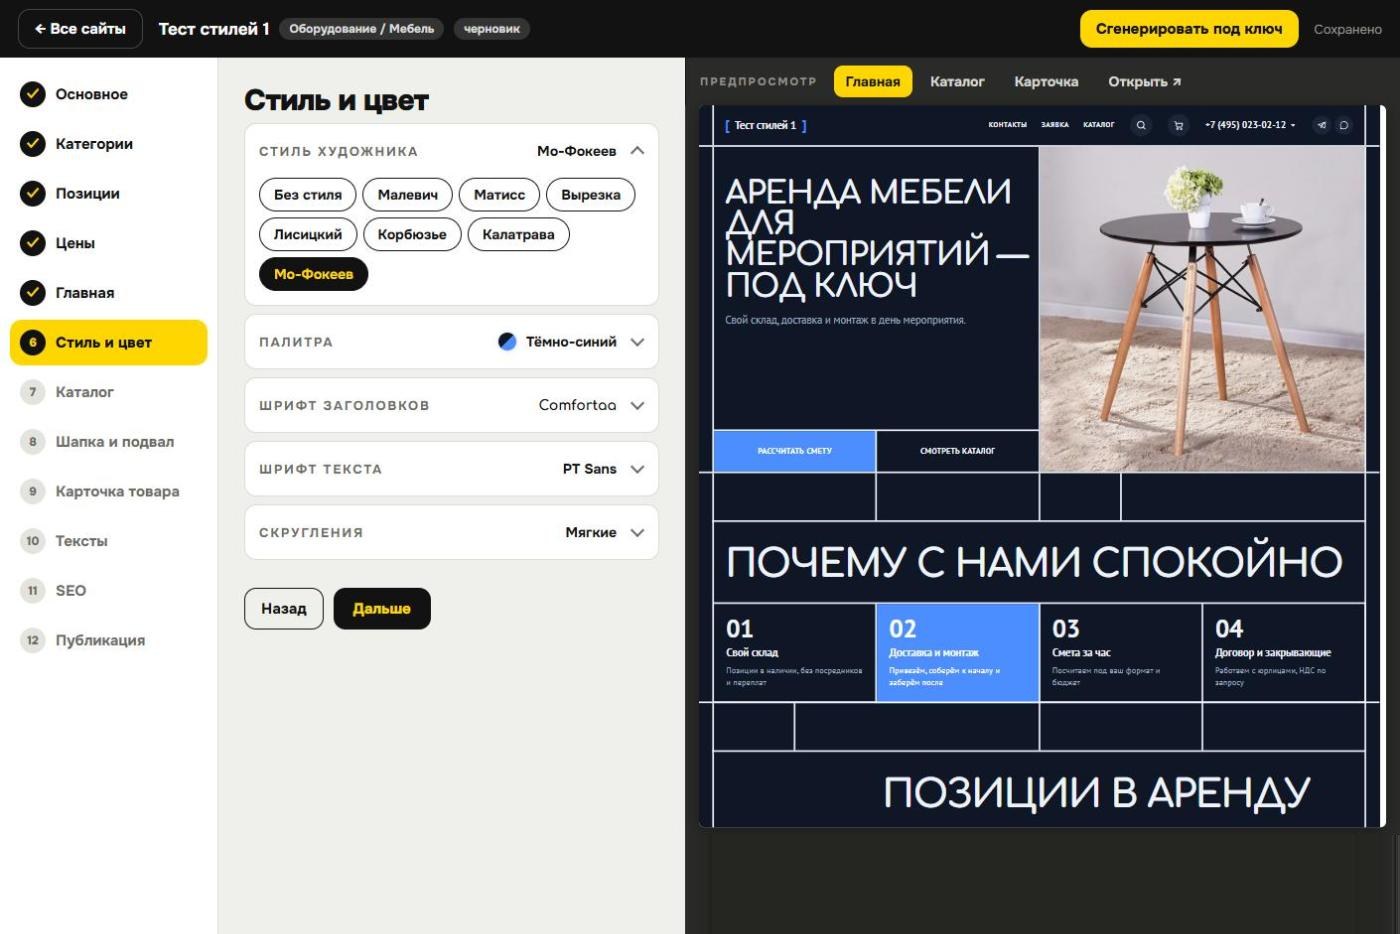 ← Все сайты
Тест стилей 1
Оборудование / Мебель
черновик
Сгенерировать под ключ
Сохранено
Основное
Категории
Позиции
Цены
Главная
6 Стиль и цвет
7 Каталог
8 Шапка и подвал
9 Карточка товара
10 Тексты
11 SEO
12 Публикация
Стиль и цвет
СТИЛЬ ХУДОЖНИКА Мо-Фокеев
Без стиля Малевич Матисс Вырезка
Лисицкий Корбюзье Калатрава
Мо-Фокеев
ПАЛИТРА Тёмно-синий
ШРИФТ ЗАГОЛОВКОВ Comfortaa
ШРИФТ ТЕКСТА PT Sans
СКРУГЛЕНИЯ Мягкие
Назад Дальше
ПРЕДПРОСМОТР Главная Каталог Карточка Открыть ↗
[ Тест стилей 1 ] КОНТАКТЫ ЗАЯВКА КАТАЛОГ +7 (495) 023-02-12
АРЕНДА МЕБЕЛИ
ДЛЯ
МЕРОПРИЯТИЙ —
ПОД КЛЮЧ
Свой склад, доставка и монтаж в день мероприятия.
РАССЧИТАТЬ СМЕТУ СМОТРЕТЬ КАТАЛОГ
ПОЧЕМУ С НАМИ СПОКОЙНО
01
Свой склад
Позиции в наличии, без посредников
и переплат
02
Доставка и монтаж
Привезём, соберём к началу и
заберём после
03
Смета за час
Посчитаем под ваш формат и
бюджет
04
Договор и закрывающие
Работаем с юрлицами, НДС по
запросу
ПОЗИЦИИ В АРЕНДУ